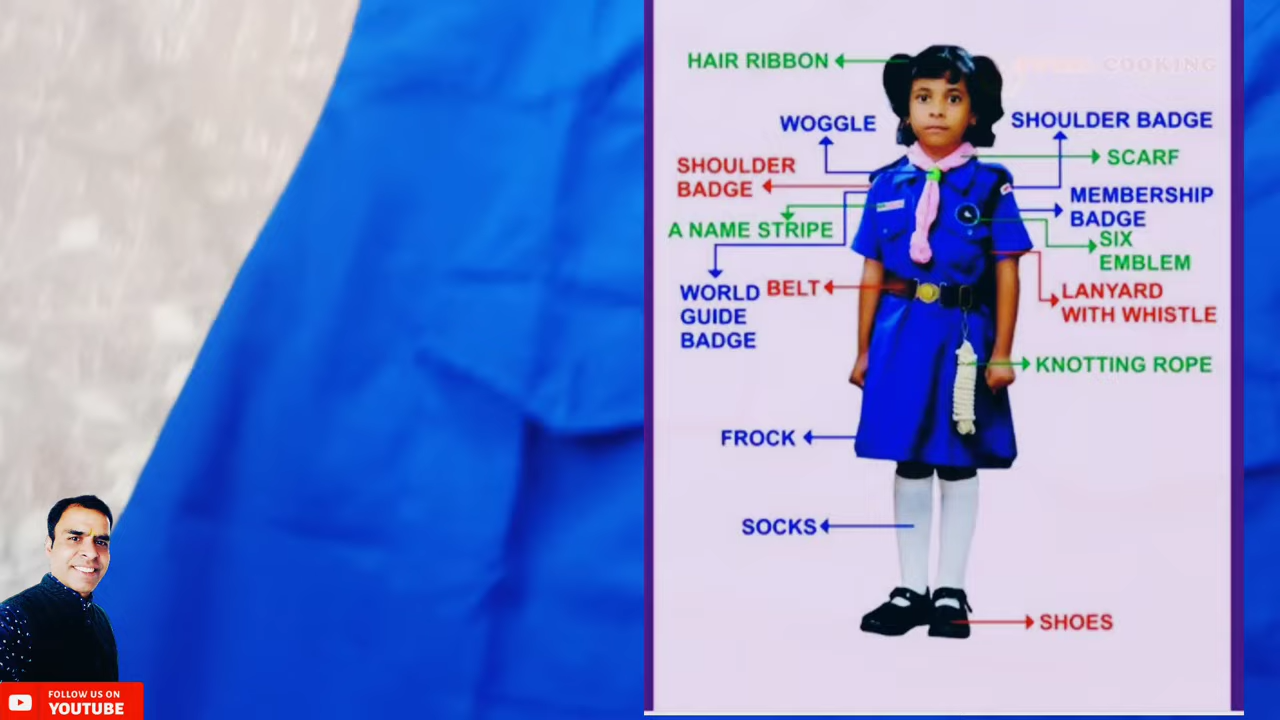 HAIR RIBBON
COOKING
WOGGLE
SHOULDER BADGE
SCARF
SHOULDER
BADGE
MEMBERSHIP
BADGE
A NAME STRIPE
SIX
EMBLEM
WORLD
GUIDE
BADGE
BELT
LANYARD
WITH WHISTLE
KNOTTING ROPE
FROCK
SOCKS
SHOES
FOLLOW US ON
YOUTUBE